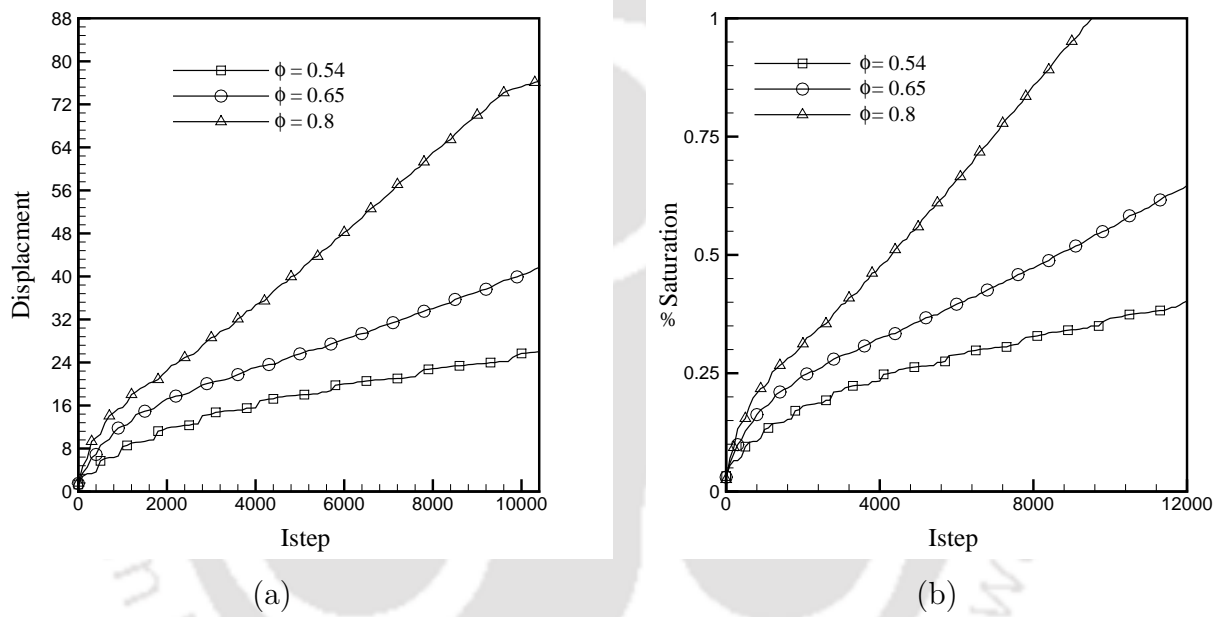 88
80
72
64
56
48
40
32
24
16
8
0
Displacment
ϕ = 0.54
ϕ = 0.65
ϕ = 0.8
0 2000 4000 6000 8000 10000
Istep
(a)
1
0.75
0.5
0.25
0
% Saturation
ϕ = 0.54
ϕ = 0.65
ϕ = 0.8
0 4000 8000 12000
Istep
(b)